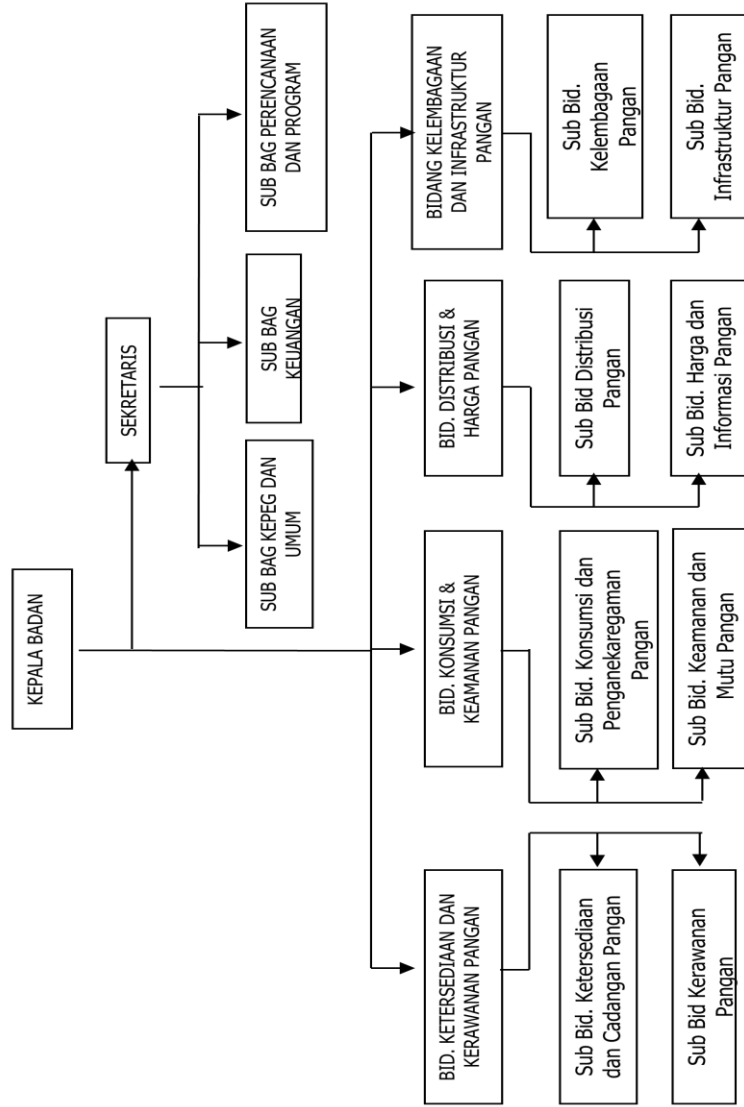 KEPALA BADAN
SEKRETARIS
SUB BAG KEPEG DAN
UMUM
SUB BAG
KEUANGAN
SUB BAG PERENCANAAN
DAN PROGRAM
BID. KETERSEDIAAN DAN
KERAWANAN PANGAN
BID. KONSUMSI &
KEAMANAN PANGAN
BID. DISTRIBUSI &
HARGA PANGAN
BIDANG KELEMBAGAAN
DAN INFRASTRUKTUR
PANGAN
Sub Bid. Ketersediaan
dan Cadangan Pangan
Sub Bid. Konsumsi dan
Penganekaregaman
Pangan
Sub Bid Distribusi
Pangan
Sub Bid.
Kelembagaan
Pangan
Sub Bid Kerawanan
Pangan
Sub Bid. Keamanan dan
Mutu Pangan
Sub Bid. Harga dan
Informasi Pangan
Sub Bid.
Infrastruktur Pangan